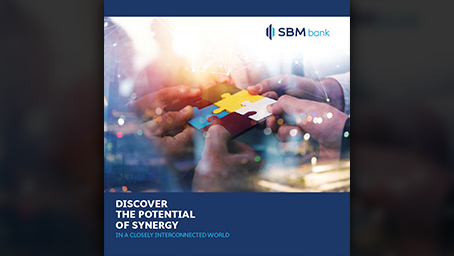 SBM bank
DISCOVER
THE POTENTIAL
OF SYNERGY
IN A CLOSELY INTERCONNECTED WORLD